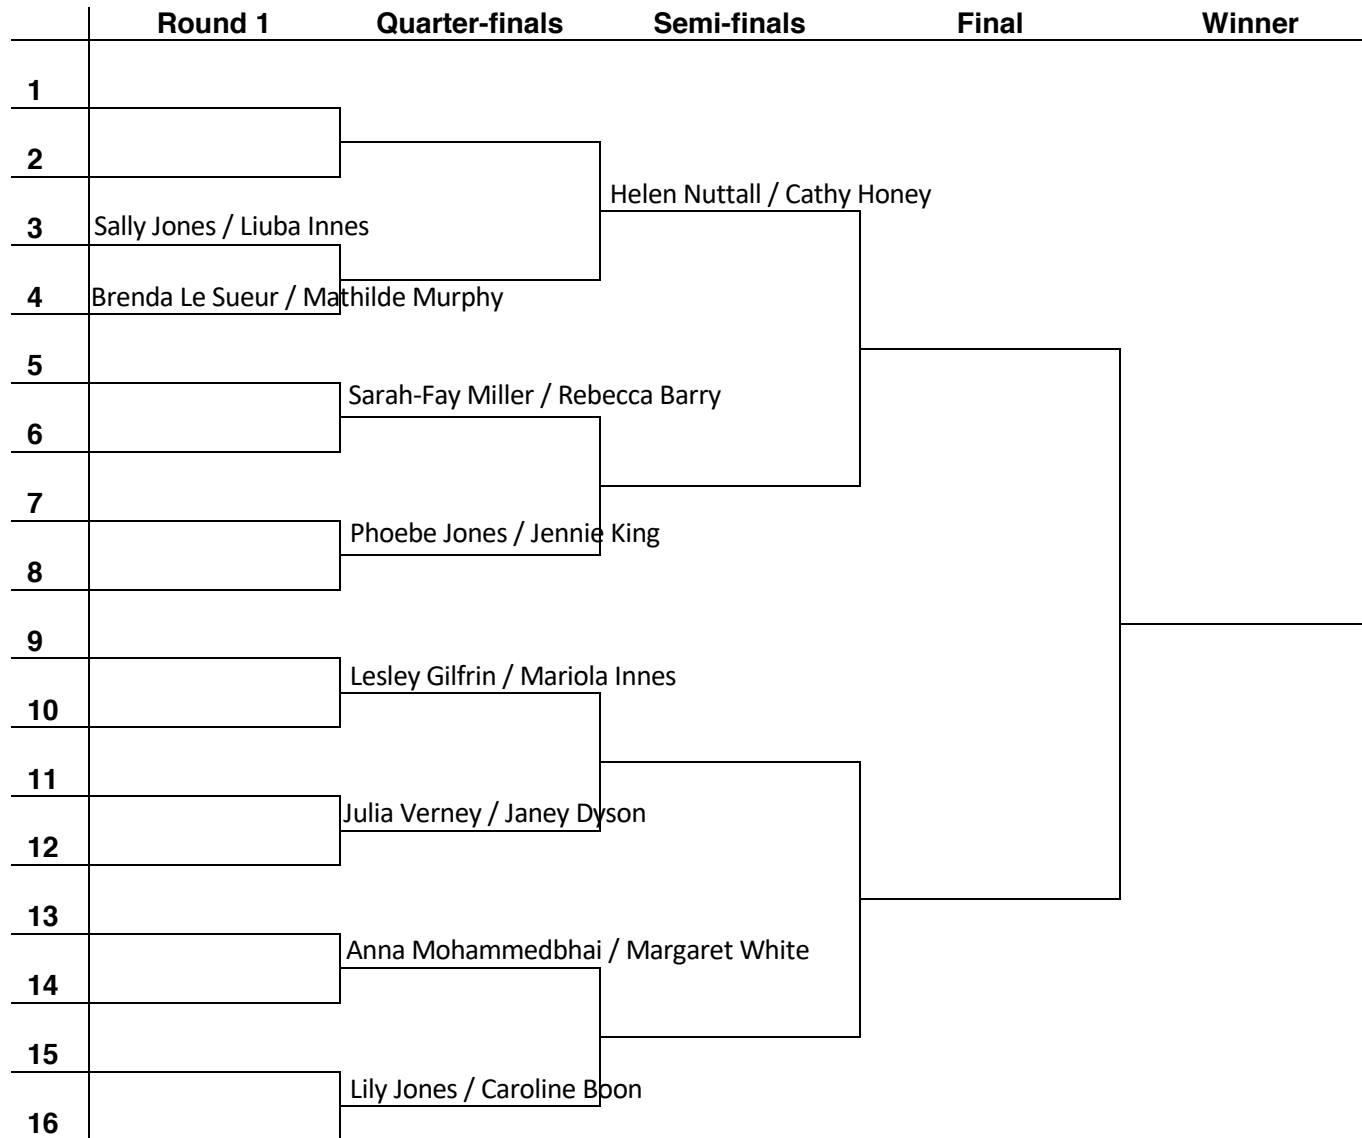 Round 1 Quarter-finals Semi-finals Final Winner
1
2
Helen Nuttall / Cathy Honey
3 Sally Jones / Liuba Innes
4 Brenda Le Sueur / Mathilde Murphy
5
Sarah-Fay Miller / Rebecca Barry
6
7
Phoebe Jones / Jennie King
8
9
Lesley Gilfrin / Mariola Innes
10
11
Julia Verney / Janey Dyson
12
13
Anna Mohammedbhai / Margaret White
14
15
Lily Jones / Caroline Boon
16